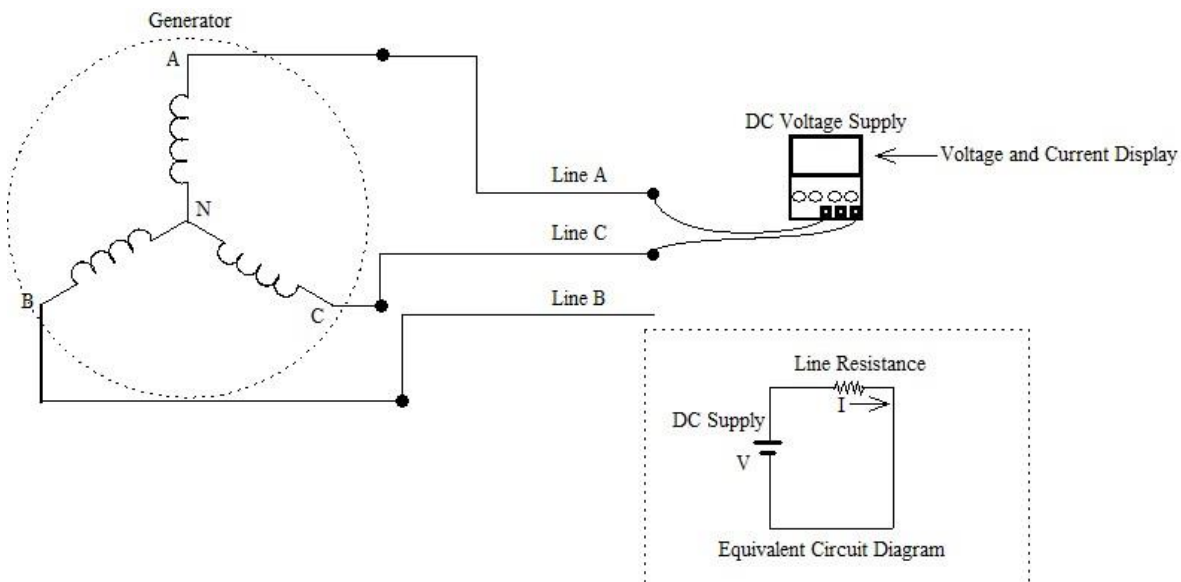 Generator
A
N
B
C
Line A
Line C
Line B
DC Voltage Supply
Voltage and Current Display
Line Resistance
I
DC Supply
V
Equivalent Circuit Diagram